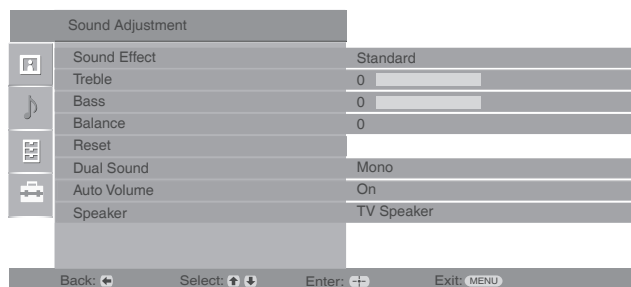 Sound Adjustment
Sound Effect Standard
Treble 0
Bass 0
Balance 0
Reset
Dual Sound Mono
Auto Volume On
Speaker TV Speaker
Back: Select: Enter: Exit: MENU